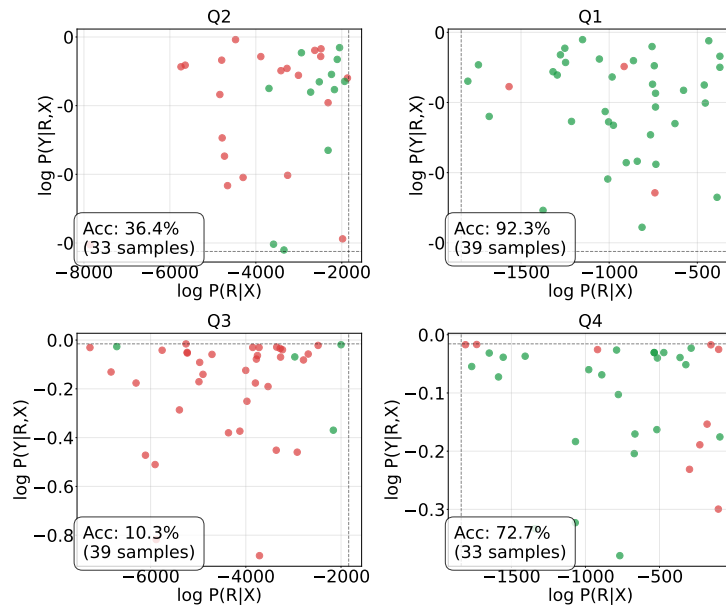 Q2
-0
-0
-0
-0
Acc: 36.4%
(33 samples)
−8000
−6000
−4000
−2000
log P(R|X)
log P(Y|R,X)
Q1
-0
-0
-0
-0
Acc: 92.3%
(39 samples)
−1500
−1000
−500
log P(R|X)
log P(Y|R,X)
Q3
0.0
−0.2
−0.4
−0.6
−0.8
Acc: 10.3%
(39 samples)
−6000
−4000
−2000
log P(R|X)
log P(Y|R,X)
Q4
0.0
−0.1
−0.2
−0.3
Acc: 72.7%
(33 samples)
−1500
−1000
−500
log P(R|X)
log P(Y|R,X)